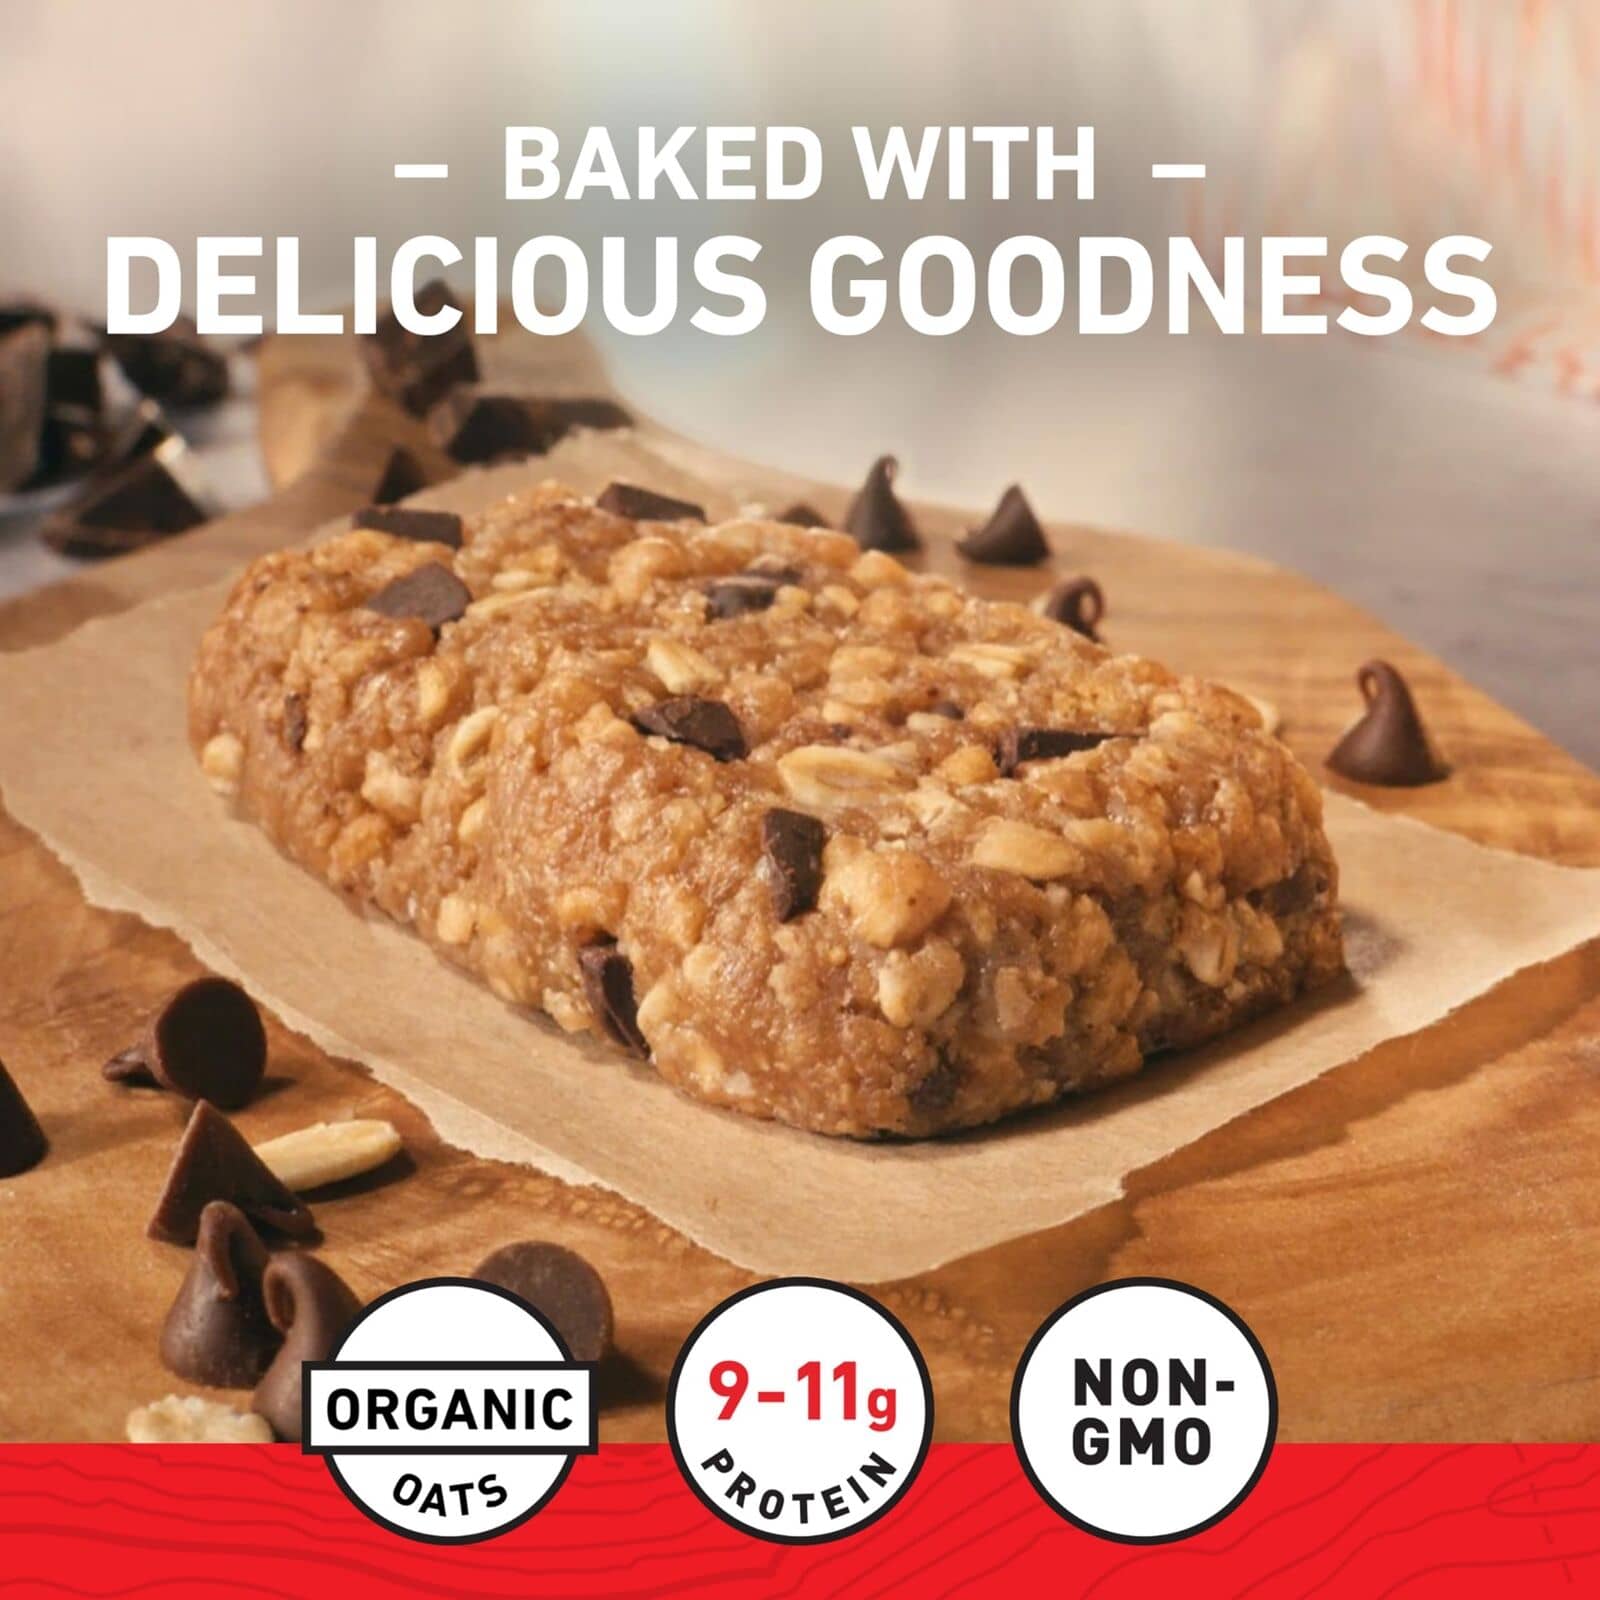 – BAKED WITH –
DELICIOUS GOODNESS
ORGANIC
OATS
9-11g
PROTEIN
NON-
GMO